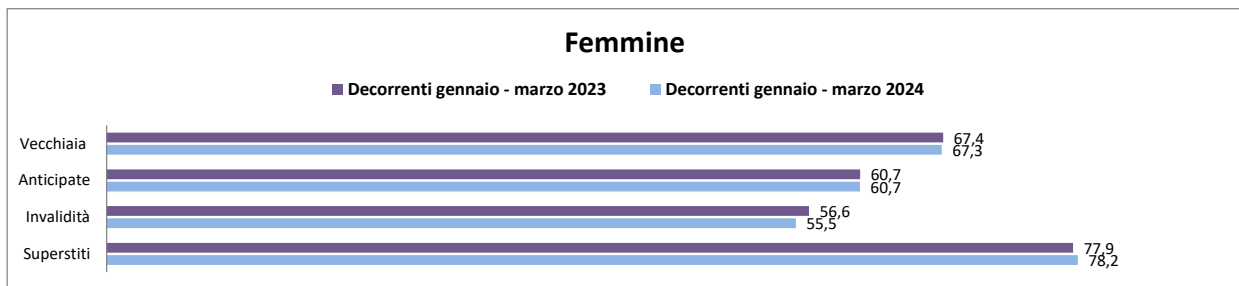 Femmine
Decorrenti gennaio - marzo 2023 Decorrenti gennaio - marzo 2024
Vecchiaia 67,4
67,3
Anticipate 60,7
60,7
Invalidità 56,6
55,5
Superstiti 77,9
78,2